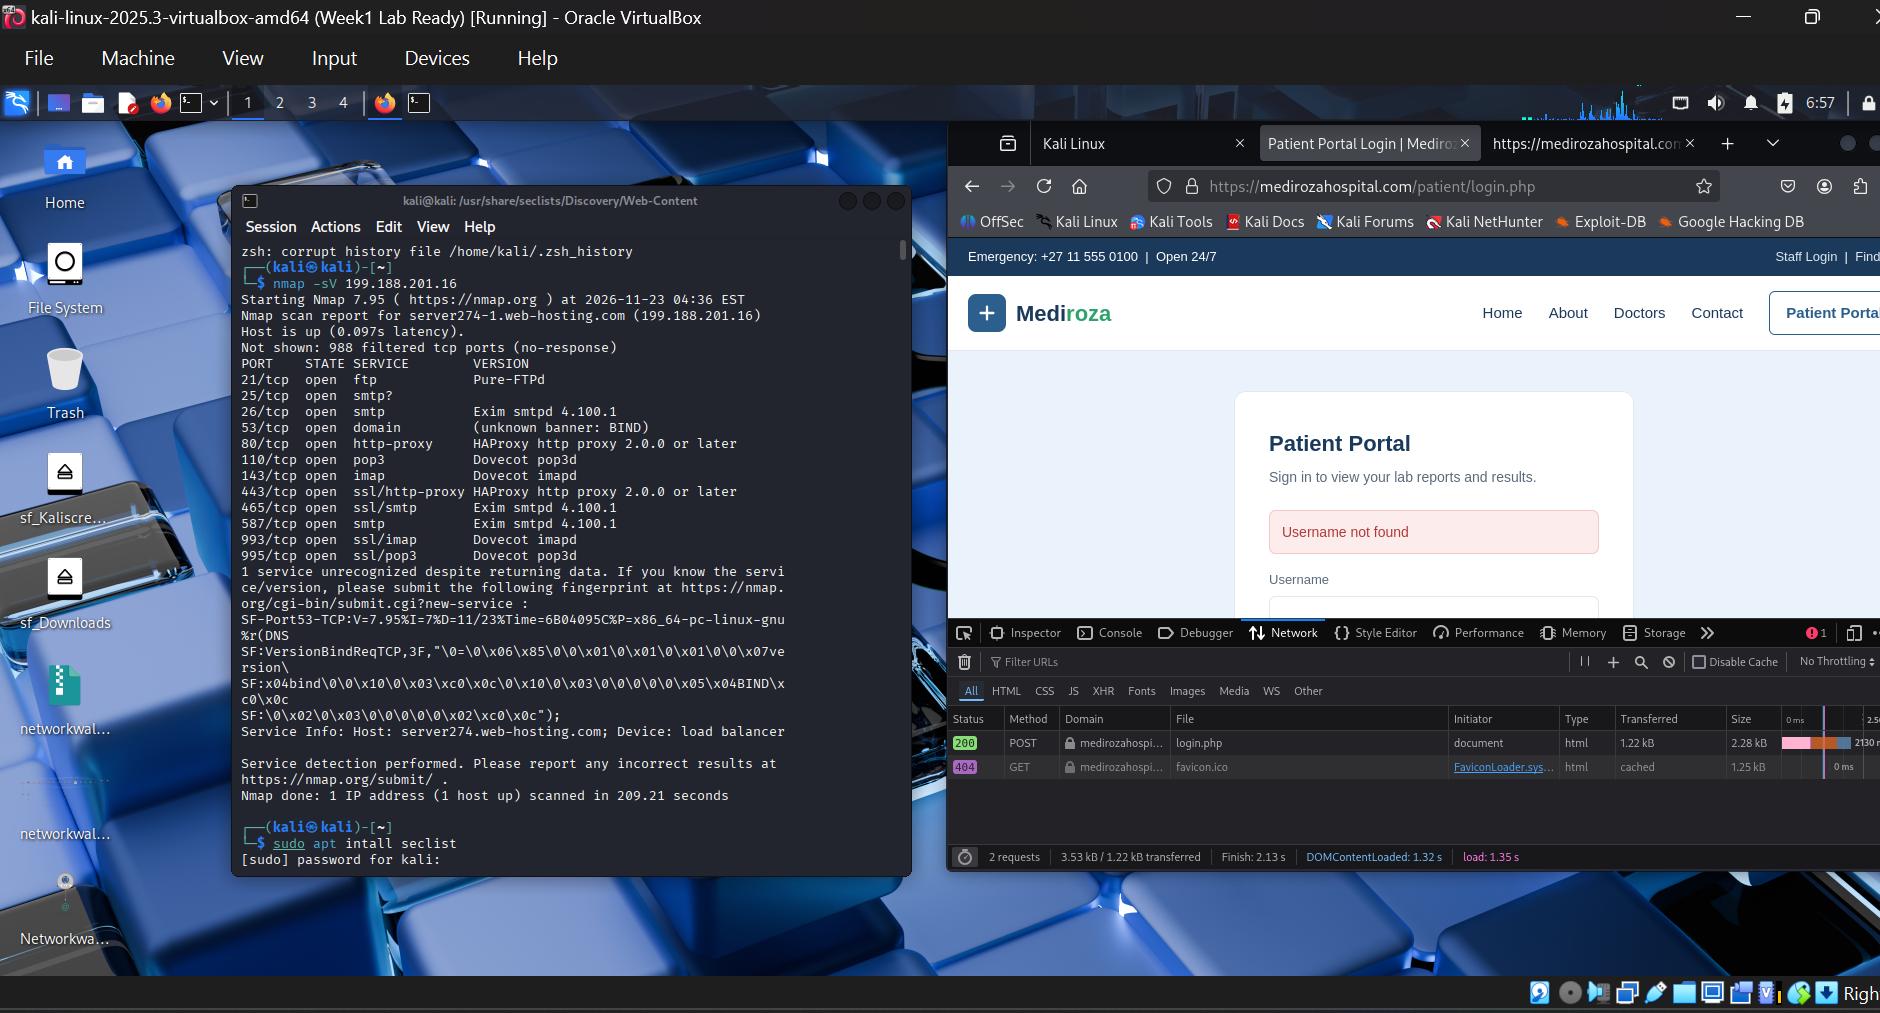 kali-linux-2025.3-virtualbox-amd64 (Week1 Lab Ready) [Running] - Oracle VirtualBox
File Machine View Input Devices Help
1 2 3 4
6:57
Home
File System
Trash
sf_Kaliscre...
sf_Downloads
networkwal...
networkwal...
Networkwa...
kali@kali: /usr/share/seclists/Discovery/Web-Content
Session Actions Edit View Help
zsh: corrupt history file /home/kali/.zsh_history
┌──(kali㉿kali)-[~]
└─$ nmap -sV 199.188.201.16
Starting Nmap 7.95 ( https://nmap.org ) at 2026-11-23 04:36 EST
Nmap scan report for server274-1.web-hosting.com (199.188.201.16)
Host is up (0.097s latency).
Not shown: 988 filtered tcp ports (no-response)
PORT STATE SERVICE VERSION
21/tcp open ftp Pure-FTPd
25/tcp open smtp?
26/tcp open smtp Exim smtpd 4.100.1
53/tcp open domain (unknown banner: BIND)
80/tcp open http-proxy HAProxy http proxy 2.0.0 or later
110/tcp open pop3 Dovecot pop3d
143/tcp open imap Dovecot imapd
443/tcp open ssl/http-proxy HAProxy http proxy 2.0.0 or later
465/tcp open ssl/smtp Exim smtpd 4.100.1
587/tcp open smtp Exim smtpd 4.100.1
993/tcp open ssl/imap Dovecot imapd
995/tcp open ssl/pop3 Dovecot pop3d
1 service unrecognized despite returning data. If you know the servi
ce/version, please submit the following fingerprint at https://nmap.
org/cgi-bin/submit.cgi?new-service :
SF-Port53-TCP:V=7.95%I=7%D=11/23%Time=6B04095C%P=x86_64-pc-linux-gnu
%r(DNS
SF:VersionBindReqTCP,3F,"\0=\0\x06\x85\0\0\x01\0\x01\0\x01\0\0\x07ve
rsion\
SF:x04bind\0\0\x10\0\x03\xc0\x0c\0\x10\0\x03\0\0\0\0\0\x05\x04BIND\x
c0\x0c
SF:\0\x02\0\x03\0\0\0\0\0\x02\xc0\x0c");
Service Info: Host: server274.web-hosting.com; Device: load balancer
Service detection performed. Please report any incorrect results at
https://nmap.org/submit/ .
Nmap done: 1 IP address (1 host up) scanned in 209.21 seconds
┌──(kali㉿kali)-[~]
└─$ sudo apt intall seclist
[sudo] password for kali:
Kali Linux Patient Portal Login | Mediroz https://medirozahospital.con
https://medirozahospital.com/patient/login.php
OffSec Kali Linux Kali Tools Kali Docs Kali Forums Kali NetHunter Exploit-DB Google Hacking DB
Emergency: +27 11 555 0100 | Open 24/7 Staff Login | Find
Mediroza Home About Doctors Contact Patient Portal
Patient Portal
Sign in to view your lab reports and results.
Username not found
Username
Inspector Console Debugger Network Style Editor Performance Memory Storage 1
Filter URLs Disable Cache No Throttling
All HTML CSS JS XHR Fonts Images Media WS Other
Status Method Domain File Initiator Type Transferred Size 0 ms
200 POST medirozahospi... login.php document html 1.22 kB 2.28 kB 2130
404 GET medirozahospi... favicon.ico FaviconLoader.sys... html cached 1.25 kB 0 ms
2 requests 3.53 kB / 1.22 kB transferred Finish: 2.13 s DOMContentLoaded: 1.32 s load: 1.35 s
Righ